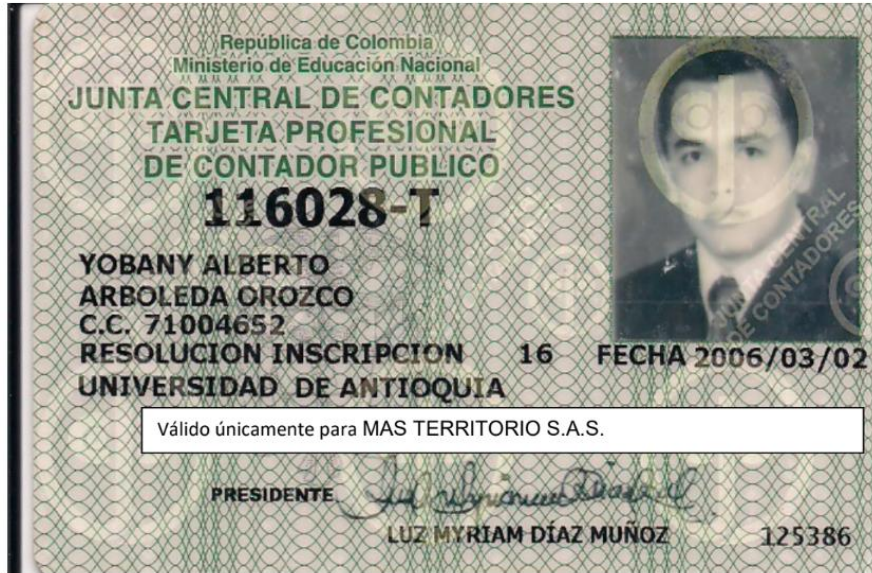 República de Colombia
Ministerio de Educación Nacional
JUNTA CENTRAL DE CONTADORES
TARJETA PROFESIONAL
DE CONTADOR PUBLICO
116028-T
YOBANY ALBERTO
ARBOLEDA OROZCO
C.C. 71004652
RESOLUCION INSCRIPCION 16 FECHA 2006/03/02
UNIVERSIDAD DE ANTIOQUIA
Válido únicamente para MAS TERRITORIO S.A.S.
PRESIDENTE
LUZ MYRIAM DÍAZ MUÑOZ 125386
JUNTA CENTRAL
DE CONTADORES